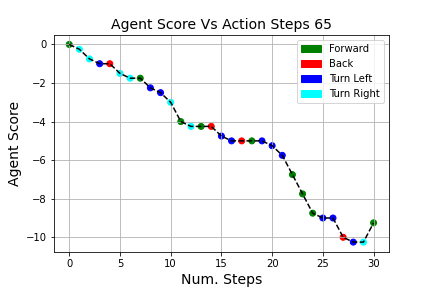 Agent Score Vs Action Steps 65
Forward
Back
Turn Left
Turn Right
0
−2
−4
−6
−8
−10
Agent Score
0 5 10 15 20 25 30
Num. Steps